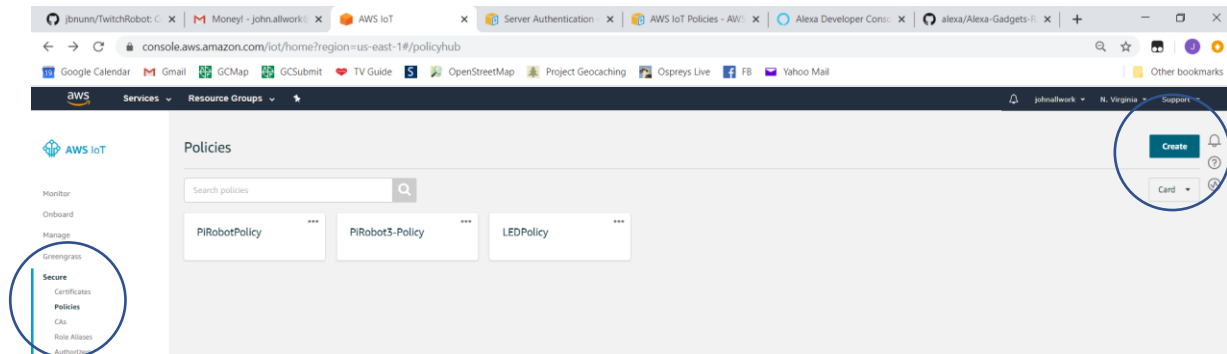 jbnunn/TwitchRobot: C
Money! - john.allwork@
AWS IoT
Server Authentication
AWS IoT Policies - AWS
Alexa Developer Conso
alexa/Alexa-Gadgets-R
console.aws.amazon.com/iot/home?region=us-east-1#/policyhub
Google Calendar
Gmail
GCMap
GCSubmit
TV Guide
OpenStreetMap
Project Geocaching
Ospreys Live
FB
Yahoo Mail
Other bookmarks
aws
Services
Resource Groups
johnallwork
N. Virginia
Support
AWS IoT
Policies
Create
Monitor
Search policies
Card
Onboard
Manage
PiRobotPolicy
PiRobot3-Policy
LEDPolicy
Greengrass
Secure
Certificates
Policies
CAs
Role Aliases
Authorizers